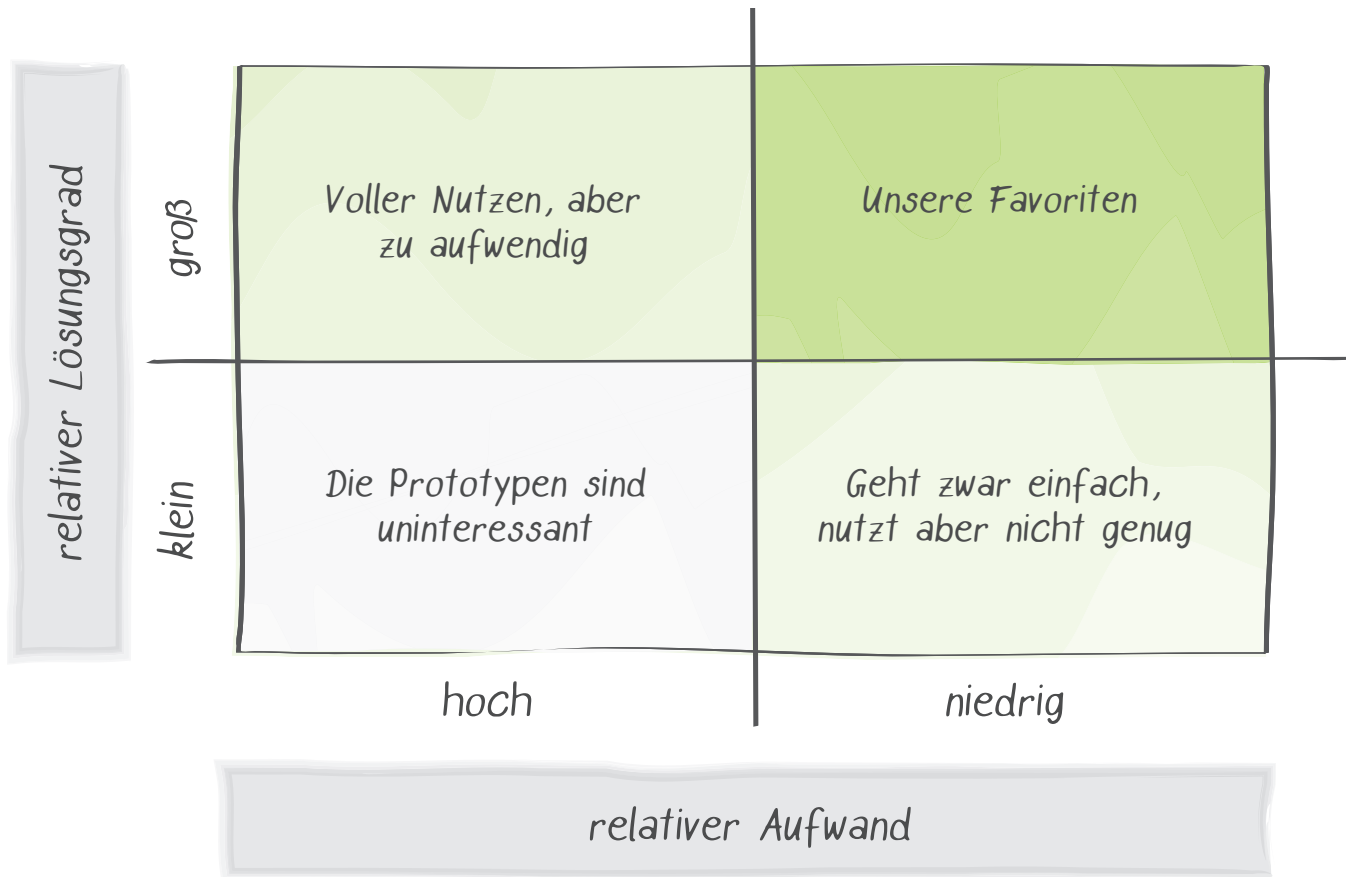 relativer Lösungsgrad
groß
Voller Nutzen, aber
zu aufwendig
Unsere Favoriten
klein
Die Prototypen sind
uninteressant
Geht zwar einfach,
nutzt aber nicht genug
hoch
niedrig
relativer Aufwand